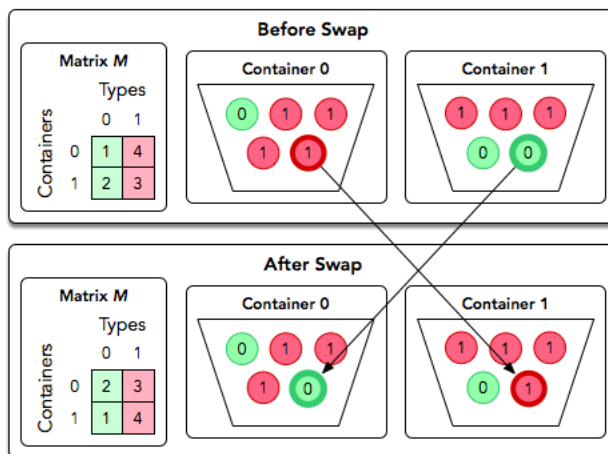 Before Swap
Matrix M
Types
0 1
Containers
0 1 4
1 2 3
Container 0
0 1 1
1 1
Container 1
1 1 1
0 0
After Swap
Matrix M
Types
0 1
Containers
0 2 3
1 1 4
Container 0
0 1 1
1 0
Container 1
1 1 1
0 1